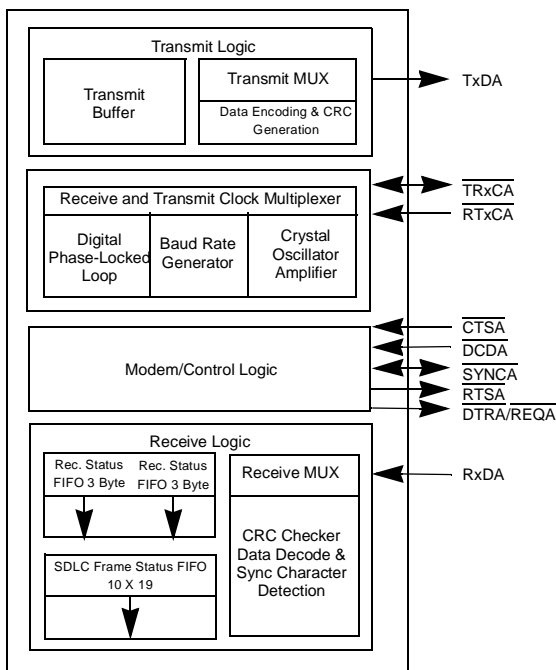 Transmit Logic
Transmit
Buffer
Transmit MUX
Data Encoding & CRC
Generation
TxDA
Receive and Transmit Clock Multiplexer
Digital
Phase-Locked
Loop
Baud Rate
Generator
Crystal
Oscillator
Amplifier
TRxCA
RTxCA
Modem/Control Logic
CTSA
DCDA
SYNCA
RTSA
DTRA/REQA
Receive Logic
Rec. Status
FIFO 3 Byte
Rec. Status
FIFO 3 Byte
SDLC Frame Status FIFO
10 X 19
Receive MUX
CRC Checker
Data Decode &
Sync Character
Detection
RxDA